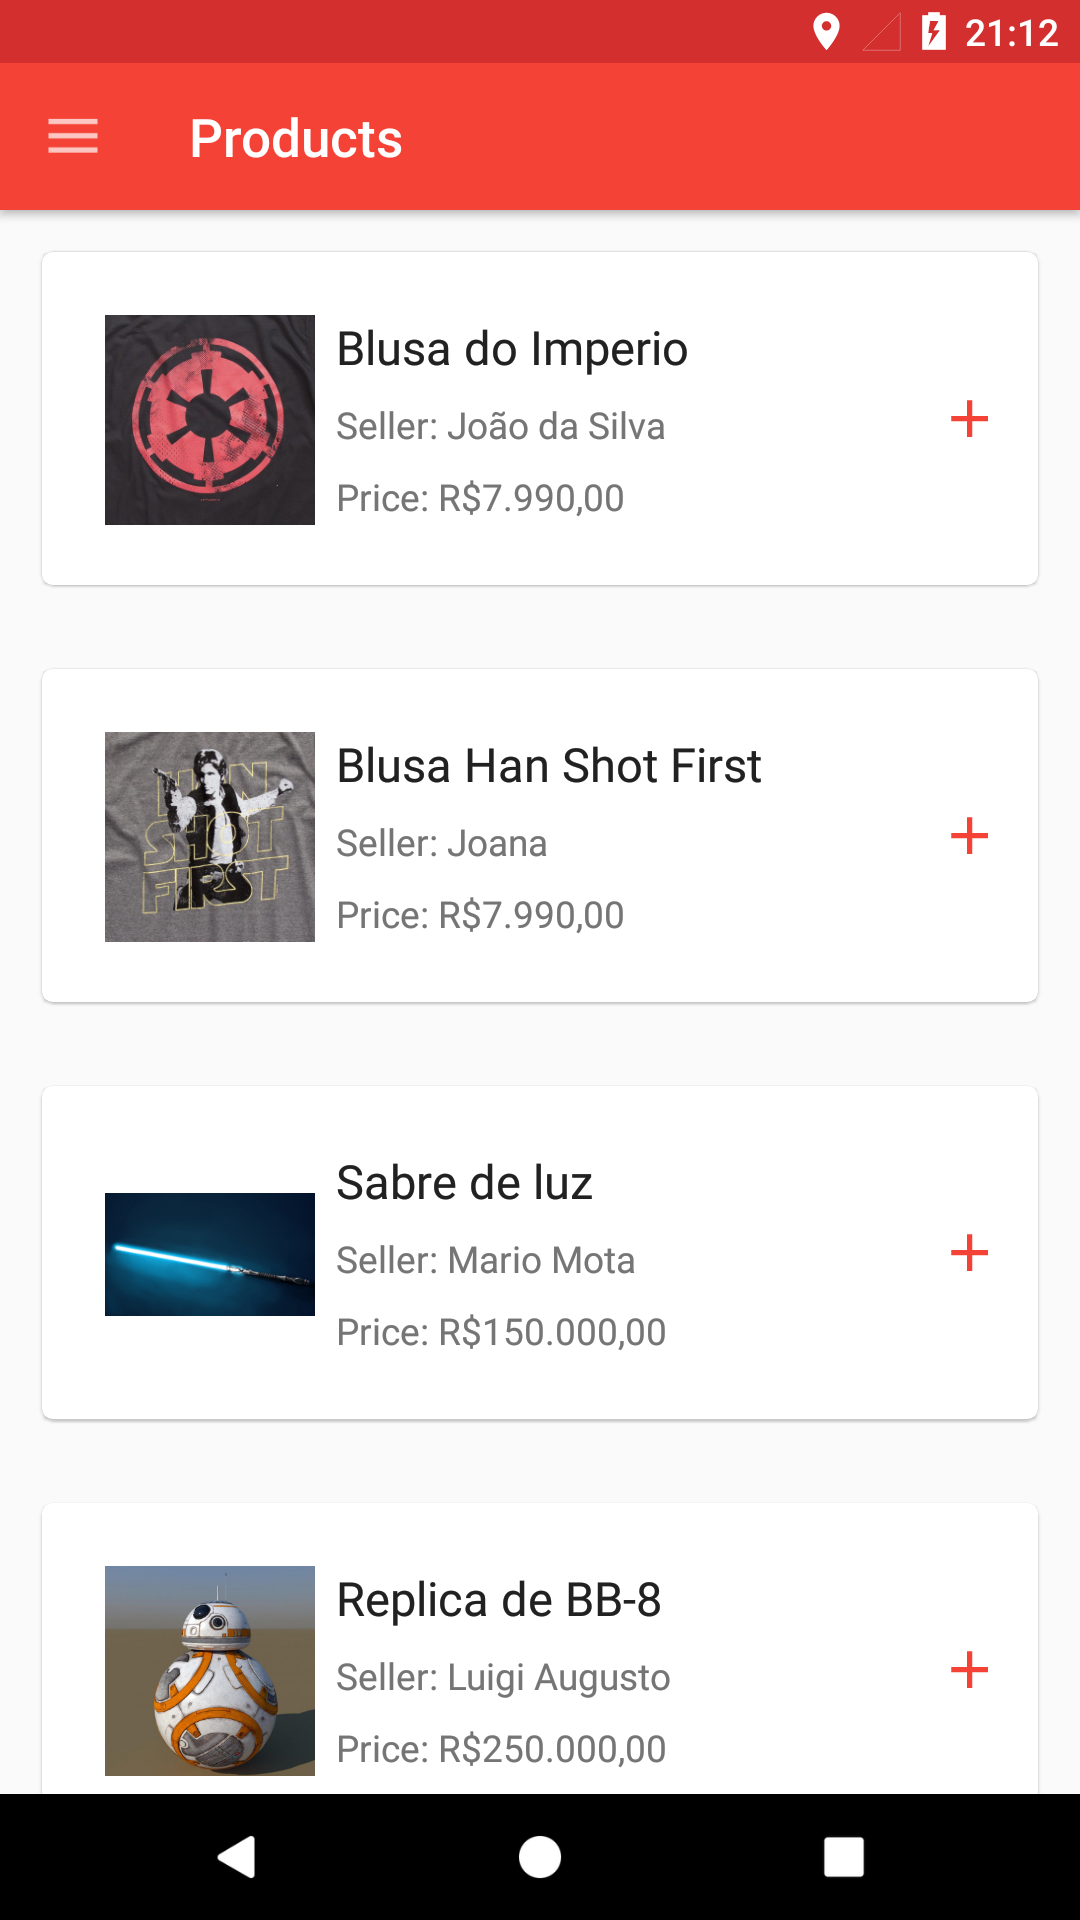 21:12
Products
Blusa do Imperio
Seller: João da Silva
Price: R$7.990,00
HAN
SHOT
FIRST
Blusa Han Shot First
Seller: Joana
Price: R$7.990,00
Sabre de luz
Seller: Mario Mota
Price: R$150.000,00
Replica de BB-8
Seller: Luigi Augusto
Price: R$250.000,00